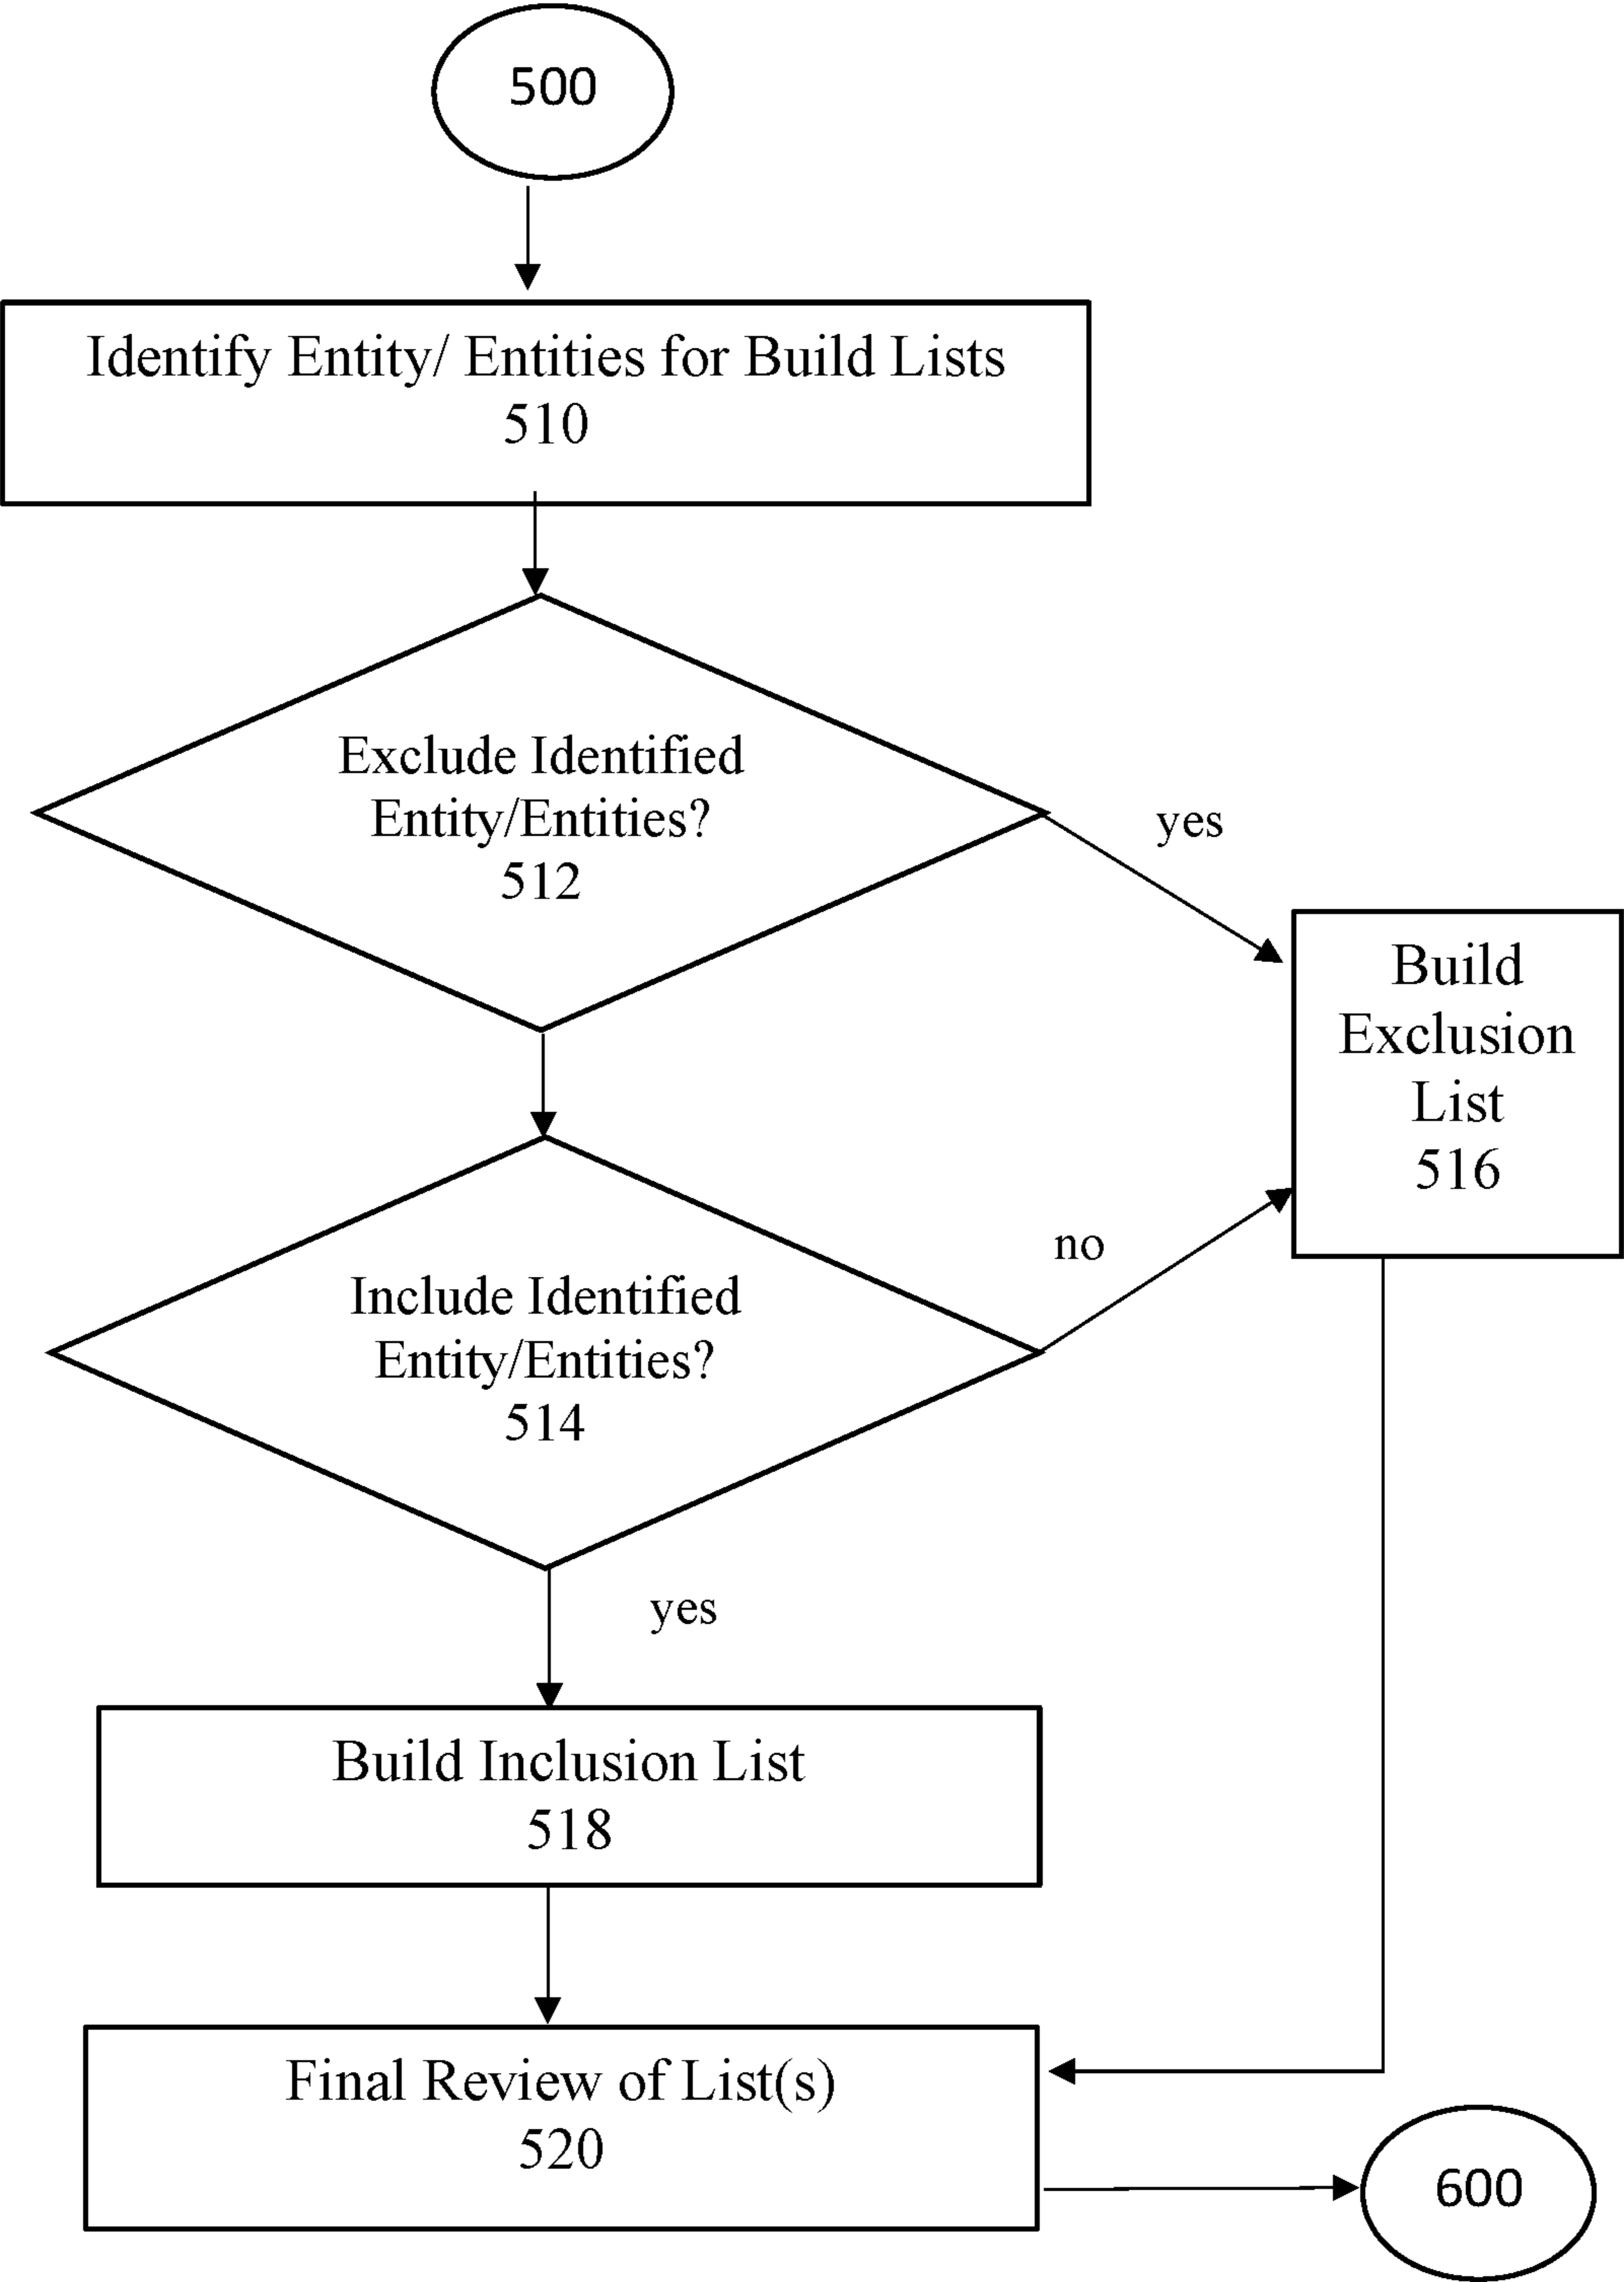 500
Identify Entity/ Entities for Build Lists
510
Exclude Identified
Entity/Entities?
512
yes
Build
Exclusion
List
516
no
Include Identified
Entity/Entities?
514
yes
Build Inclusion List
518
Final Review of List(s)
520
600